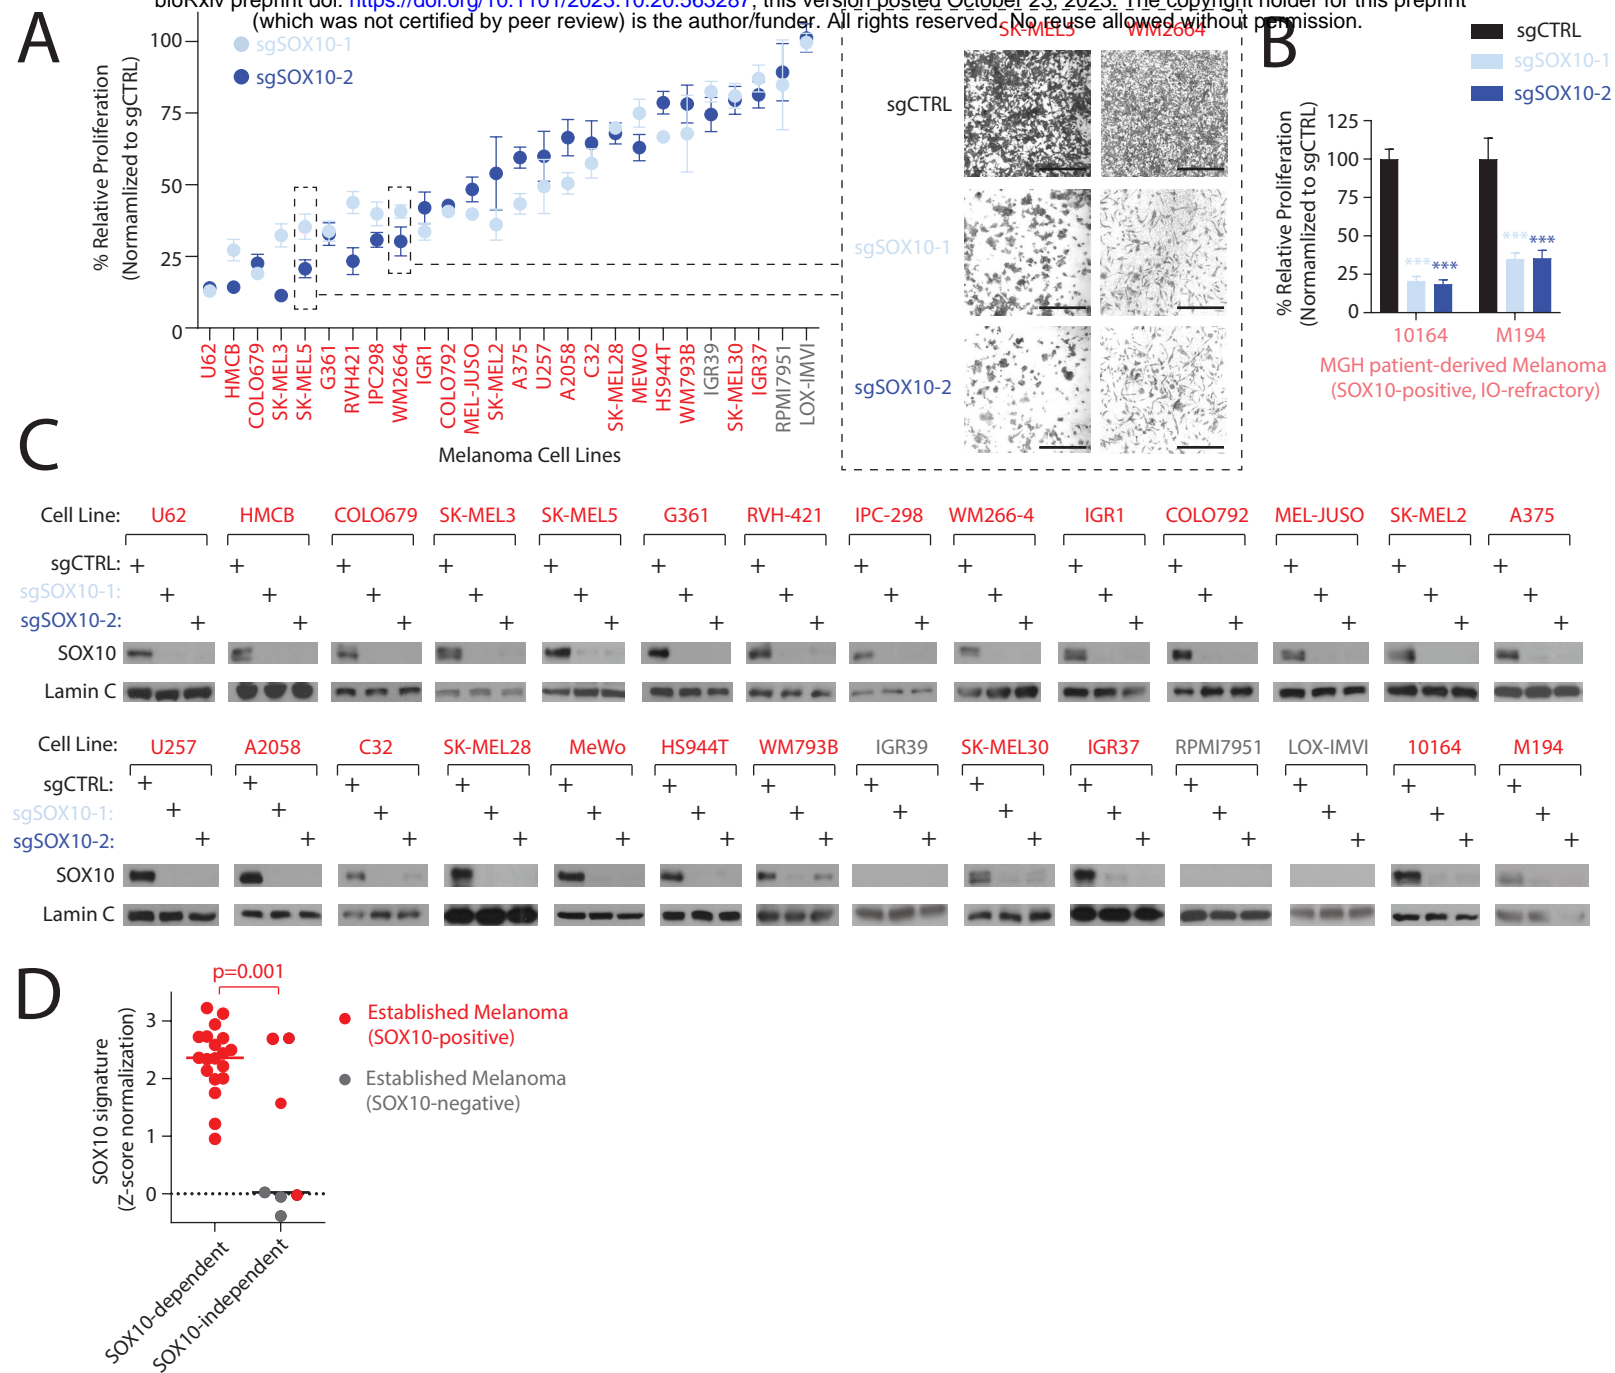 bioRxiv preprint doi: https://doi.org/10.1101/2023.10.20.563287; this version posted October 23, 2023. The copyright holder for this preprint
(which was not certified by peer review) is the author/funder. All rights reserved. No reuse allowed without permission.
A
% Relative Proliferation
(Normamlized to sgCTRL)
100
75
50
25
0
sgSOX10-1
sgSOX10-2
U62
HMCB
COLO679
SK-MEL3
SK-MEL5
G361
RVH421
IPC298
WM2664
IGR1
COLO792
MEL-JUSO
SK-MEL2
A375
U257
A2058
C32
SK-MEL28
MEWO
HS944T
WM793B
IGR39
SK-MEL30
IGR37
RPMI7951
LOX-IMVI
Melanoma Cell Lines
SK-MEL5 WM2664
sgCTRL
sgSOX10-1
sgSOX10-2
B
sgCTRL
sgSOX10-1
sgSOX10-2
% Relative Proliferation
(Normamlized to sgCTRL)
125
100
75
50
25
0
*** ***
*** ***
10164 M194
MGH patient-derived Melanoma
(SOX10-positive, IO-refractory)
C
Cell Line: U62 HMCB COLO679 SK-MEL3 SK-MEL5 G361 RVH-421 IPC-298 WM266-4 IGR1 COLO792 MEL-JUSO SK-MEL2 A375
sgCTRL: + + + + + + + + + + + + + +
sgSOX10-1: + + + + + + + + + + + + + +
sgSOX10-2: + + + + + + + + + + + + + +
SOX10
Lamin C
Cell Line: U257 A2058 C32 SK-MEL28 MeWo HS944T WM793B IGR39 SK-MEL30 IGR37 RPMI7951 LOX-IMVI 10164 M194
sgCTRL: + + + + + + + + + + + + + +
sgSOX10-1: + + + + + + + + + + + + + +
sgSOX10-2: + + + + + + + + + + + + + +
SOX10
Lamin C
D
p=0.001
SOX10 signature
(Z-score normalization)
3
2
1
0
SOX10-dependent
SOX10-independent
Established Melanoma
(SOX10-positive)
Established Melanoma
(SOX10-negative)